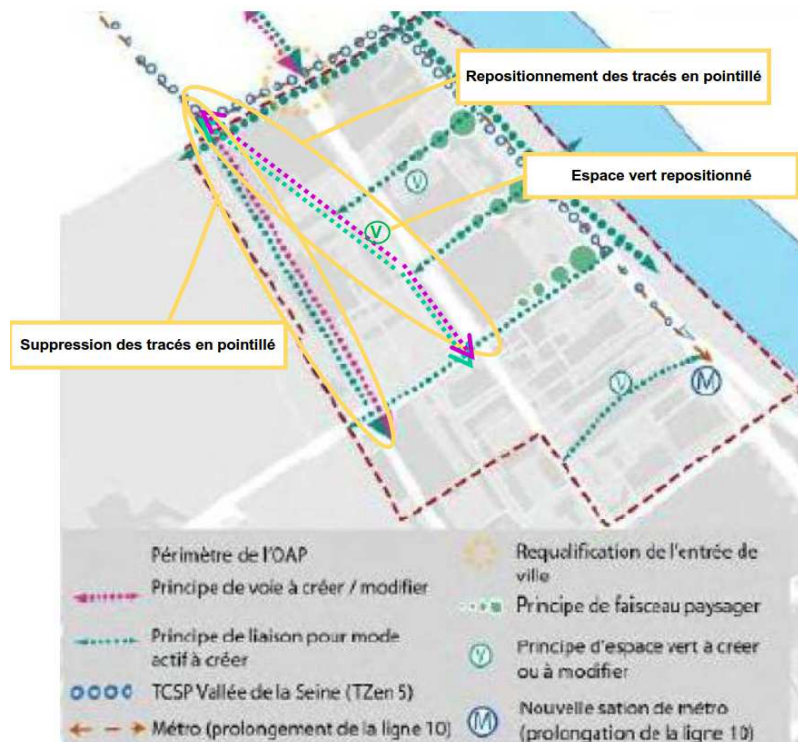 Repositionnement des tracés en pointillé
V
Espace vert repositionné
V
Suppression des tracés en pointillé
V
M
Périmètre de l'OAP
Principe de voie à créer / modifier
Principe de liaison pour mode
actif à créer
TCSP Vallée de la Seine (TZen 5)
Métro (prolongement de la ligne 10)
Requalification de l'entrée de
ville
Principe de faisceau paysager
V
Principe d'espace vert à créer
ou à modifier
M
Nouvelle sation de métro
(prolongation de la ligne 10)